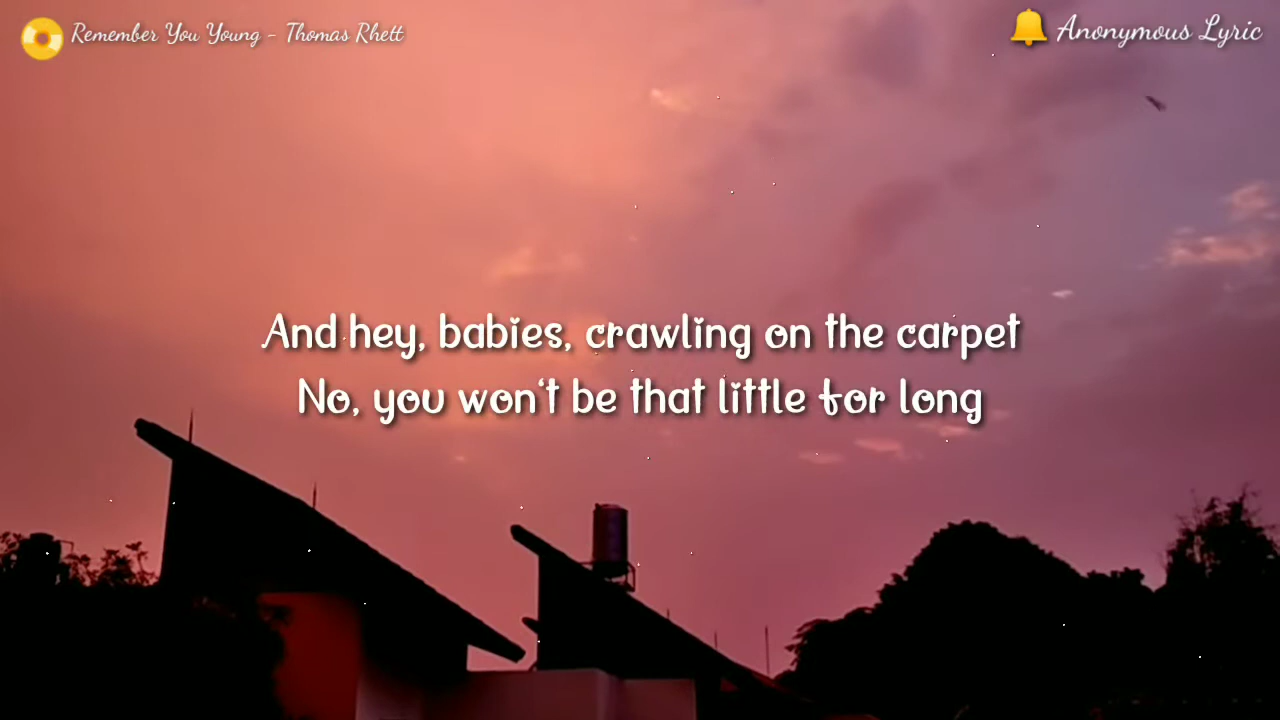 Remember You Young - Thomas Rhett
Anonymous Lyric
And hey, babies, crawling on the carpet
No, you won't be that little for long